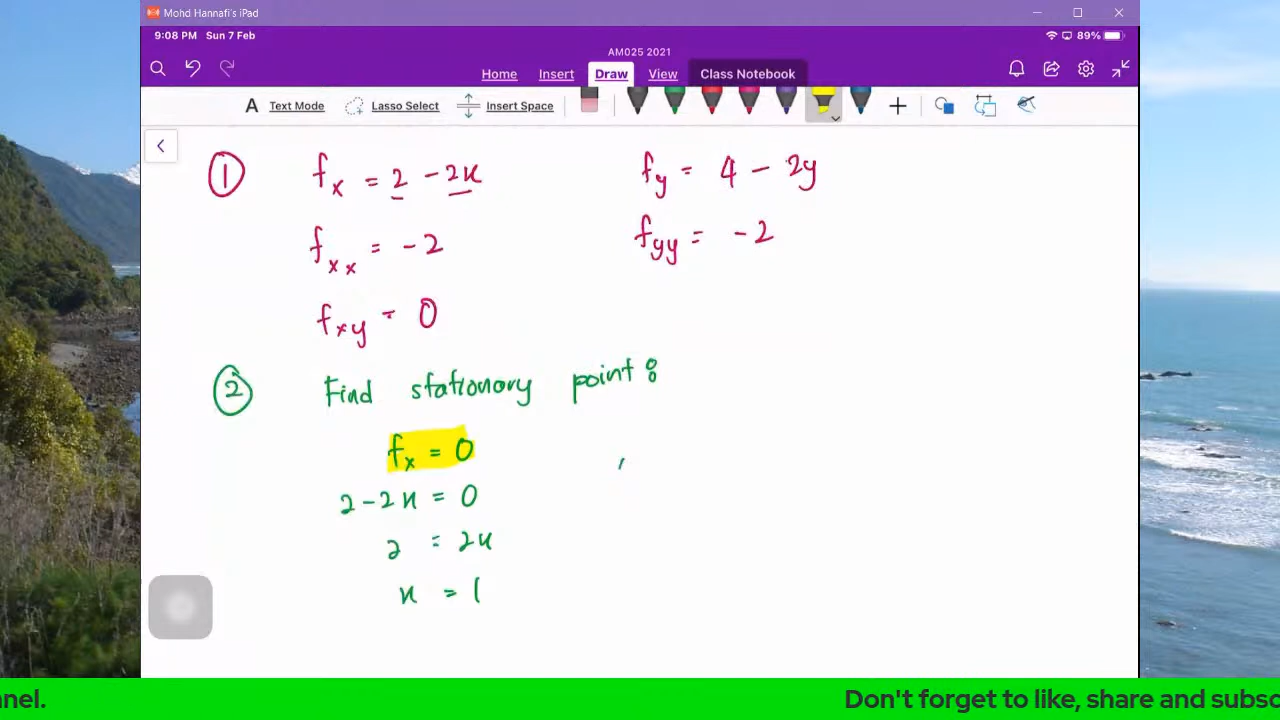 Mohd Hannafi's iPad
9:08 PM Sun 7 Feb 89%
AM025 2021
Home Insert Draw View Class Notebook
A Text Mode Lasso Select Insert Space
① fx = 2 - 2x fy = 4 - 2y
fxx = -2 fyy = -2
fxy = 0
② Find stationary point :
fx = 0
2 - 2x = 0
2 = 2x
x = 1
nel. Don't forget to like, share and subsc